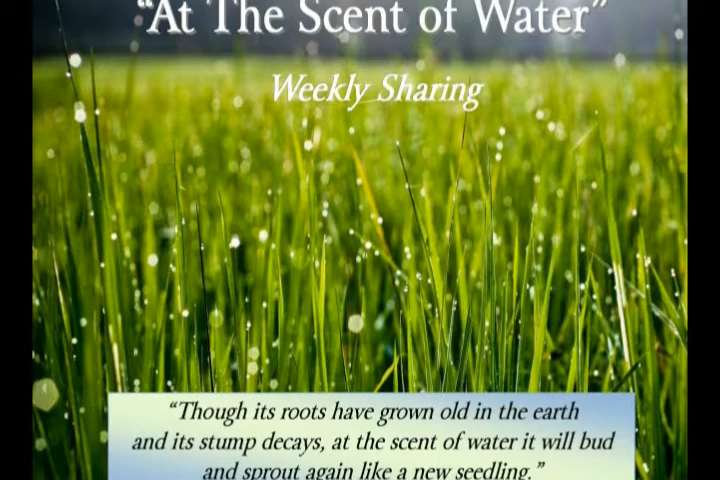 “At The Scent of Water”
Weekly Sharing
“Though its roots have grown old in the earth
and its stump decays, at the scent of water it will bud
and sprout again like a new seedling.”